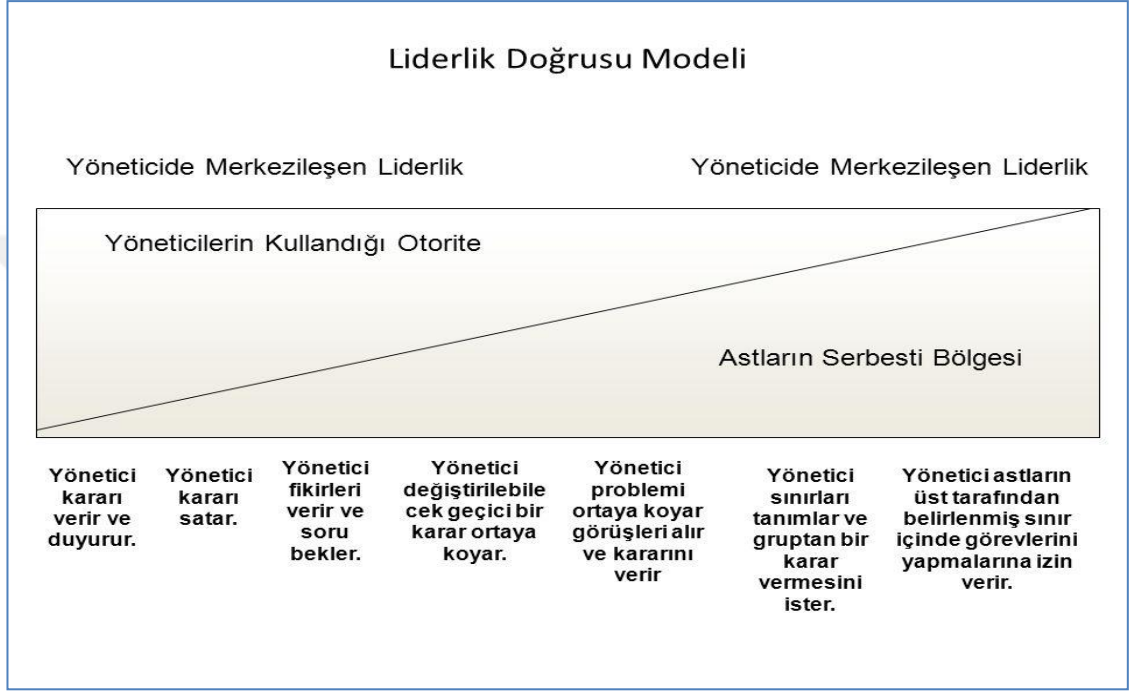 Liderlik Doğrusu Modeli
Yöneticide Merkezileşen Liderlik
Yöneticide Merkezileşen Liderlik
Yöneticilerin Kullandığı Otorite
Astların Serbesti Bölgesi
Yönetici
kararı
verir ve
duyurur.
Yönetici
kararı
satar.
Yönetici
fikirleri
verir ve
soru
bekler.
Yönetici
değiştirilebile
cek geçici bir
karar ortaya
koyar.
Yönetici
problemi
ortaya koyar
görüşleri alır
ve kararını
verir
Yönetici
sınırları
tanımlar ve
gruptan bir
karar
vermesini
ister.
Yönetici astların
üst tarafından
belirlenmiş sınır
içinde görevlerini
yapmalarına izin
verir.